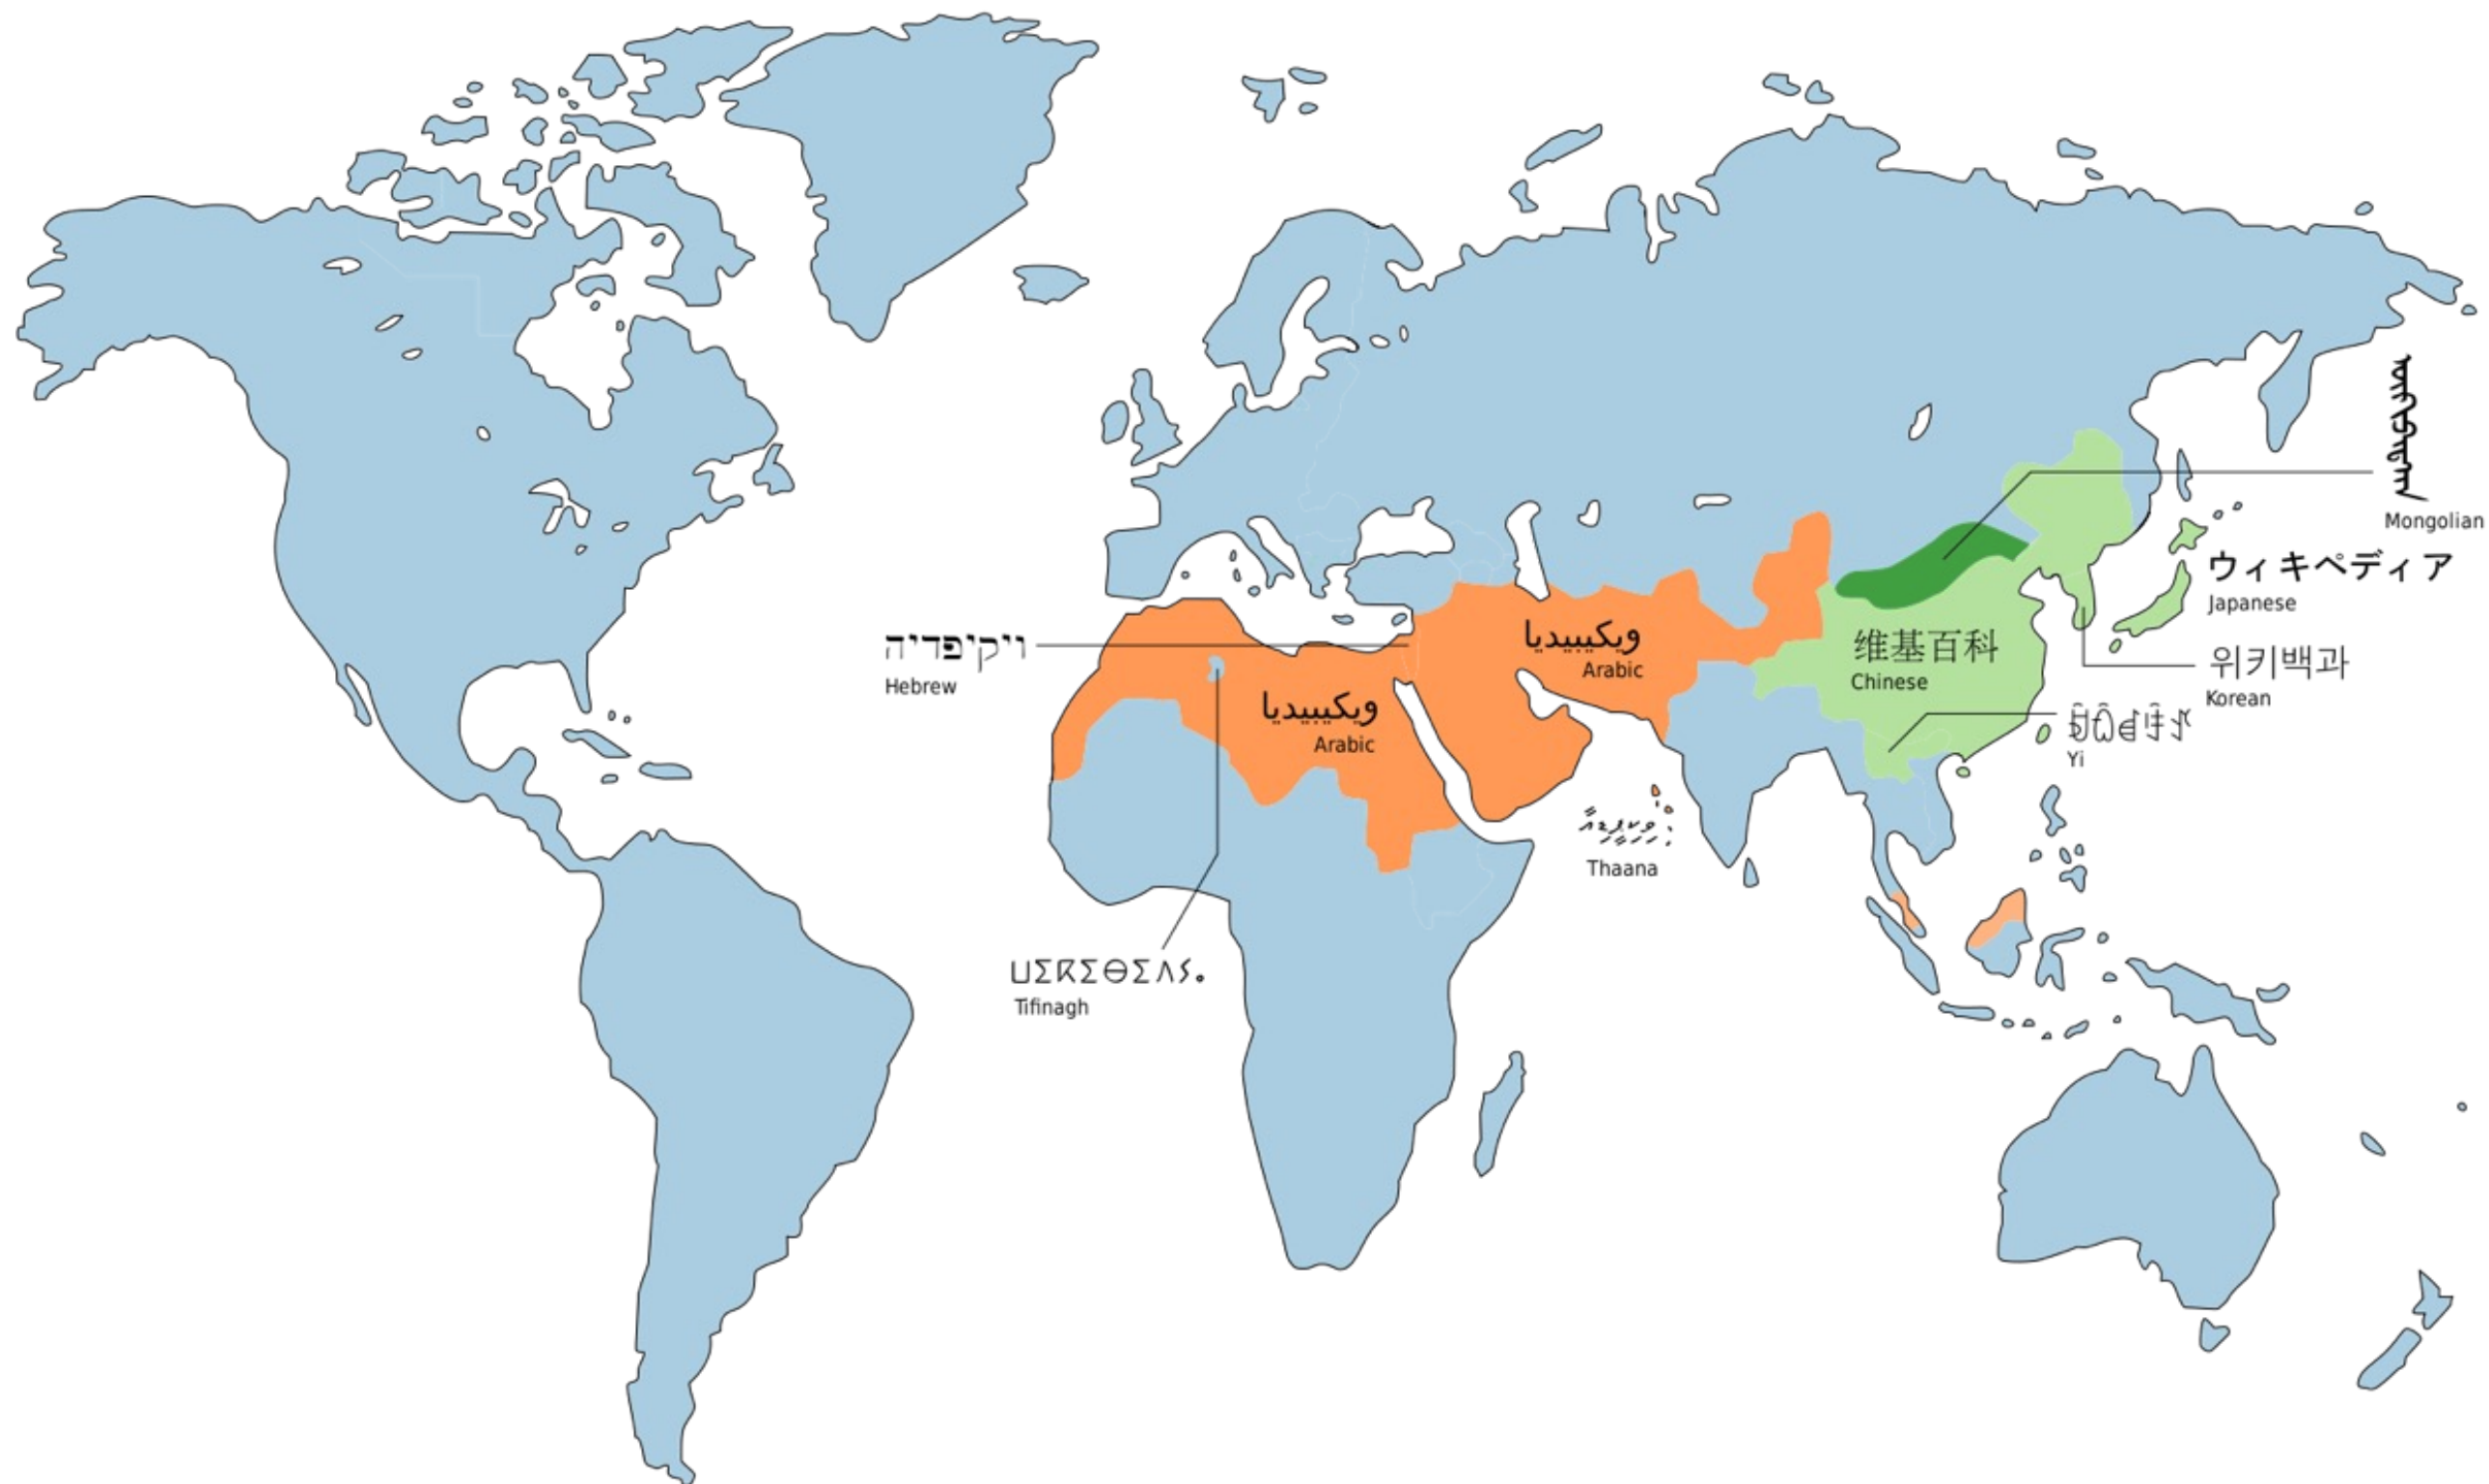 Mongolian
ウィキペディア
Japanese
ויקיפדיה
Hebrew
ويكيبيديا
Arabic
维基百科
Chinese
위키백과
Korean
ويكيبيديا
Arabic
Yi
ވިކިޕީޑިއާ
Thaana
ⵡⵉⴽⵉⴱⵉⴷⵢⴰ
Tifinagh